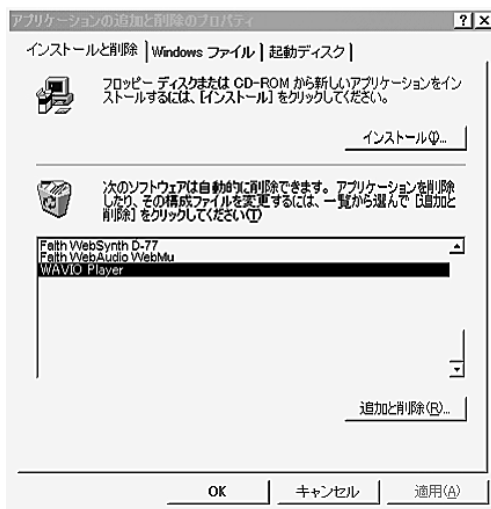 アプリケーションの追加と削除のプロパティ
インストールと削除 Windows ファイル 起動ディスク
フロッピー ディスクまたは CD-ROM から新しいアプリケーションをイン
ストールするには、[インストール] をクリックしてください。
インストール(I)...
次のソフトウェアは自動的に削除できます。アプリケーションを削除
したり、その構成ファイルを変更するには、一覧から選んで [追加と
削除] をクリックしてください(T)
Faith WebSynth D-77
Faith WebAudio WebMu
WAVIO Player
追加と削除(R)...
OK キャンセル 適用(A)